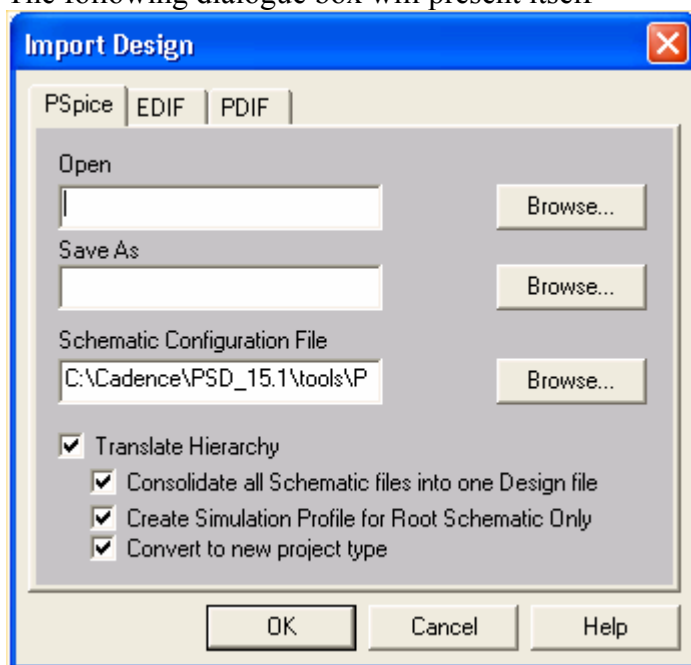 The following dialogue box will present itself
Import Design
PSpice EDIF PDIF
Open
Browse...
Save As
Browse...
Schematic Configuration File
C:\Cadence\PSD_15.1\tools\P
Browse...
Translate Hierarchy
Consolidate all Schematic files into one Design file
Create Simulation Profile for Root Schematic Only
Convert to new project type
OK Cancel Help